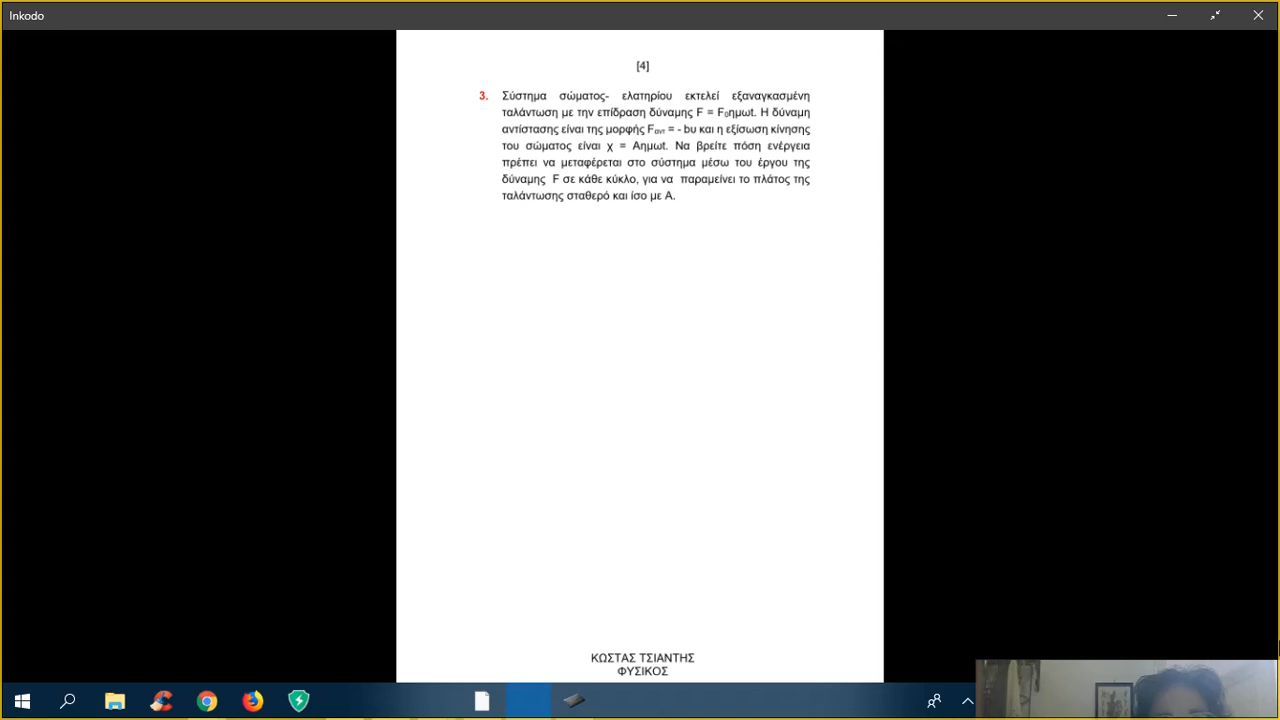 Inkodo
[4]
3. Σύστημα σώματος- ελατηρίου εκτελεί εξαναγκασμένη
ταλάντωση με την επίδραση δύναμης F = F₀ημωt. Η δύναμη
αντίστασης είναι της μορφής Fαντ = - bυ και η εξίσωση κίνησης
του σώματος είναι χ = Αημωt. Να βρείτε πόση ενέργεια
πρέπει να μεταφέρεται στο σύστημα μέσω του έργου της
δύναμης F σε κάθε κύκλο, για να παραμείνει το πλάτος της
ταλάντωσης σταθερό και ίσο με Α.
ΚΩΣΤΑΣ ΤΣΙΑΝΤΗΣ
ΦΥΣΙΚΟΣ